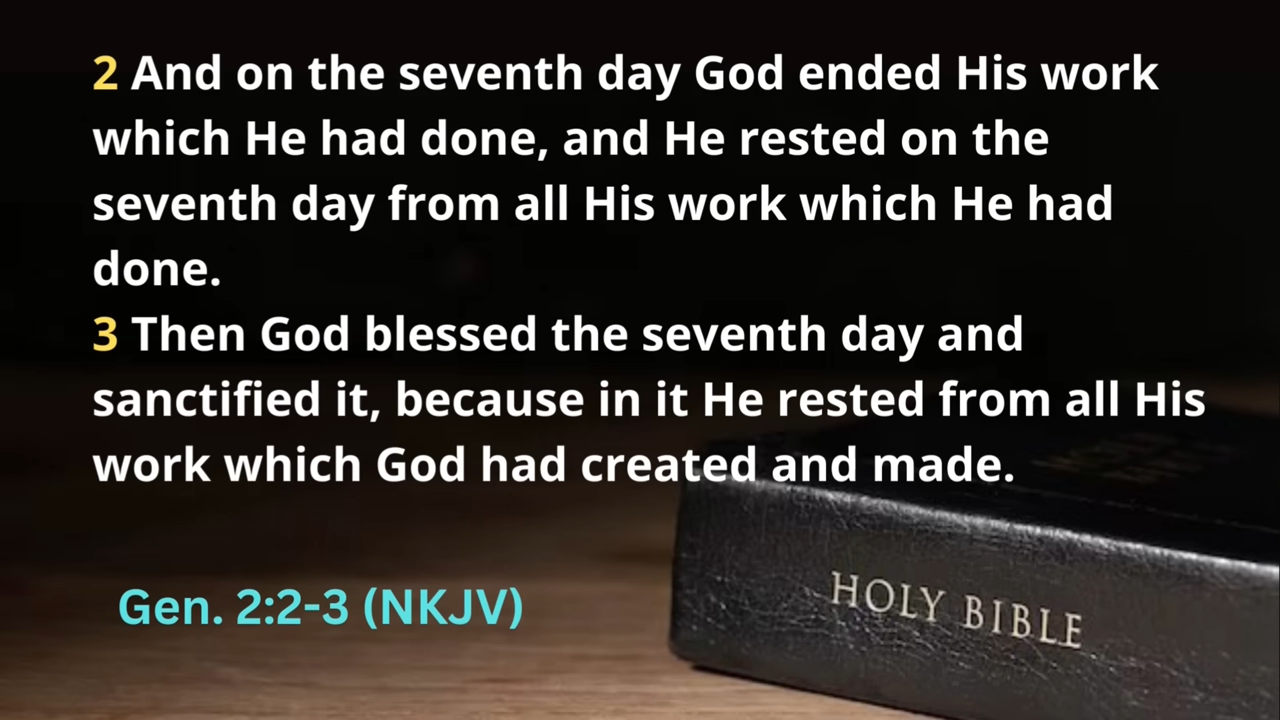 2 And on the seventh day God ended His work
which He had done, and He rested on the
seventh day from all His work which He had
done.
3 Then God blessed the seventh day and
sanctified it, because in it He rested from all His
work which God had created and made.
Gen. 2:2-3 (NKJV)
HOLY BIBLE